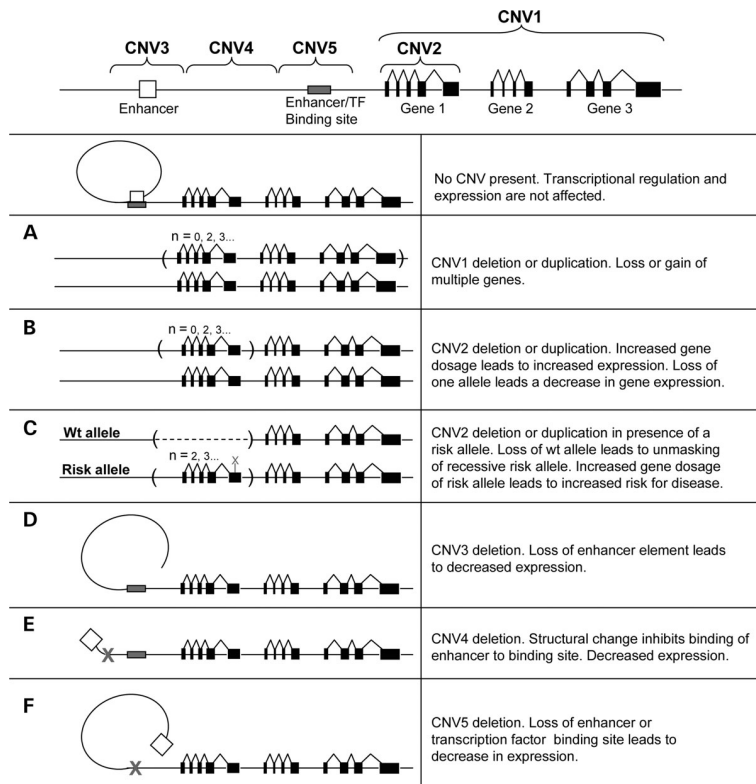 CNV1
CNV3 CNV4 CNV5 CNV2
Enhancer
Enhancer/TF
Binding site
Gene 1 Gene 2 Gene 3
No CNV present. Transcriptional regulation and
expression are not affected.
A
n = 0, 2, 3...
CNV1 deletion or duplication. Loss or gain of
multiple genes.
B
n = 0, 2, 3...
CNV2 deletion or duplication. Increased gene
dosage leads to increased expression. Loss of
one allele leads a decrease in gene expression.
C
Wt allele
n = 2, 3...
X
Risk allele
CNV2 deletion or duplication in presence of a
risk allele. Loss of wt allele leads to unmasking
of recessive risk allele. Increased gene dosage
of risk allele leads to increased risk for disease.
D
CNV3 deletion. Loss of enhancer element leads
to decreased expression.
E
X
CNV4 deletion. Structural change inhibits binding of
enhancer to binding site. Decreased expression.
F
X
CNV5 deletion. Loss of enhancer or
transcription factor binding site leads to
decrease in expression.